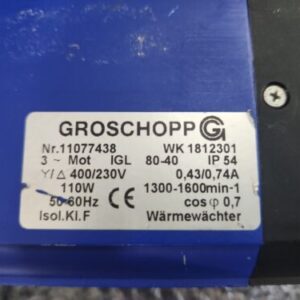 GROSCHOPP G
Nr.11077438 WK 1812301
3 ~ Mot IGL 80-40 IP 54
Y/Δ 400/230V 0,43/0,74A
110W 1300-1600min-1
50-60Hz cos φ 0,7
Isol.Kl.F Wärmewächter